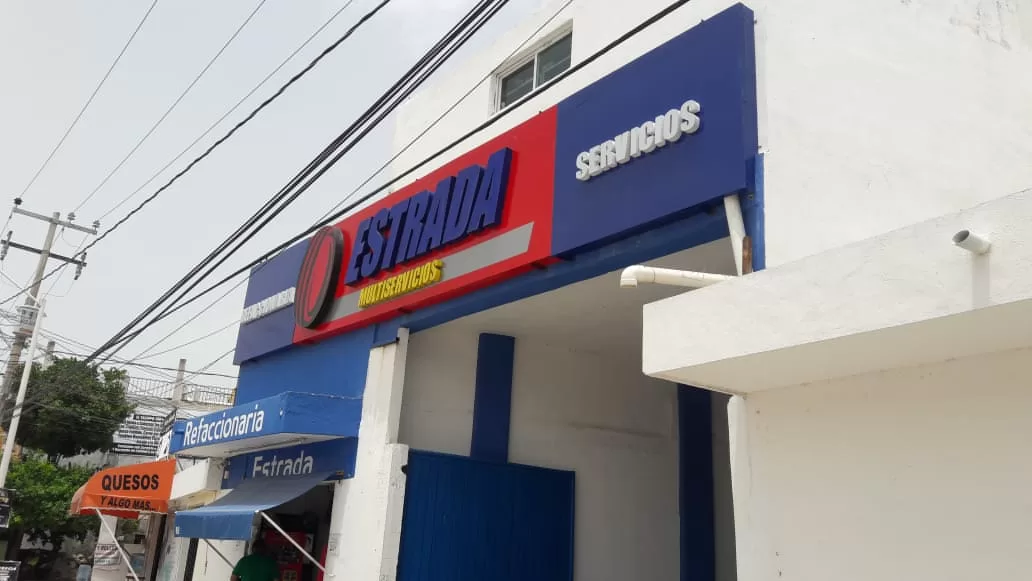 ESTRADA
MULTISERVICIOS
SERVICIOS
Refaccionaria
Estrada
QUESOS
Y ALGO MAS...